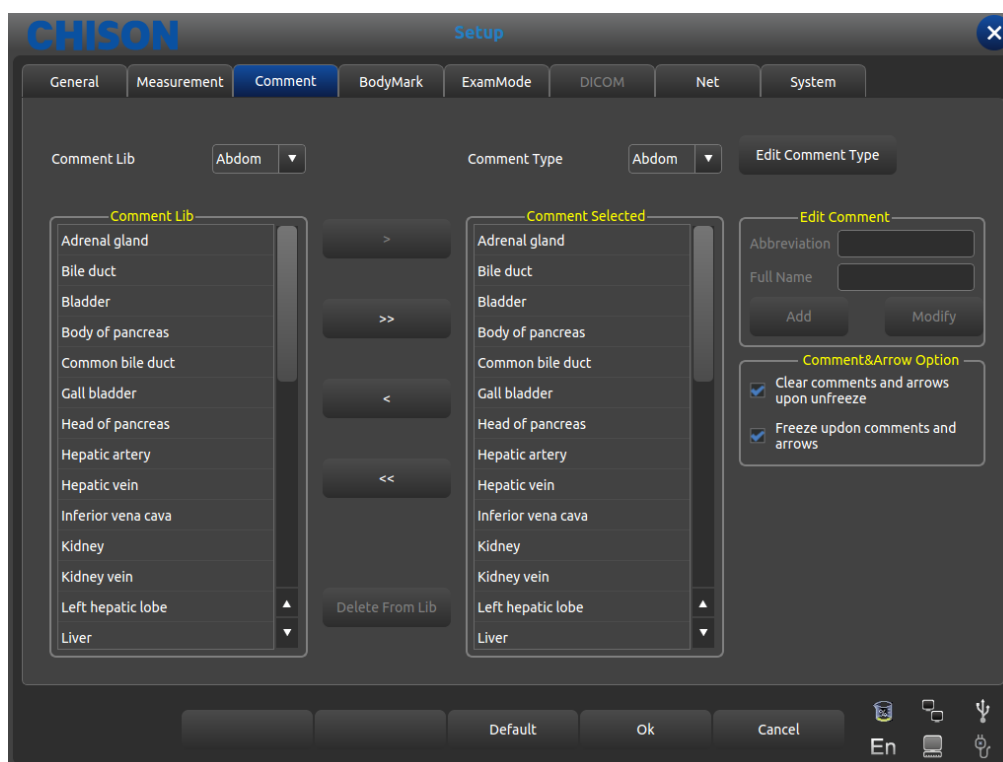 CHISON
Setup
General Measurement Comment BodyMark ExamMode DICOM Net System
Comment Lib Abdom Comment Type Abdom Edit Comment Type
Comment Lib
Adrenal gland
Bile duct
Bladder
Body of pancreas
Common bile duct
Gall bladder
Head of pancreas
Hepatic artery
Hepatic vein
Inferior vena cava
Kidney
Kidney vein
Left hepatic lobe
Liver
>
>>
<
<<
Delete From Lib
Comment Selected
Adrenal gland
Bile duct
Bladder
Body of pancreas
Common bile duct
Gall bladder
Head of pancreas
Hepatic artery
Hepatic vein
Inferior vena cava
Kidney
Kidney vein
Left hepatic lobe
Liver
Edit Comment
Abbreviation
Full Name
Add Modify
Comment&Arrow Option
Clear comments and arrows
upon unfreeze
Freeze updon comments and
arrows
Default Ok Cancel
En